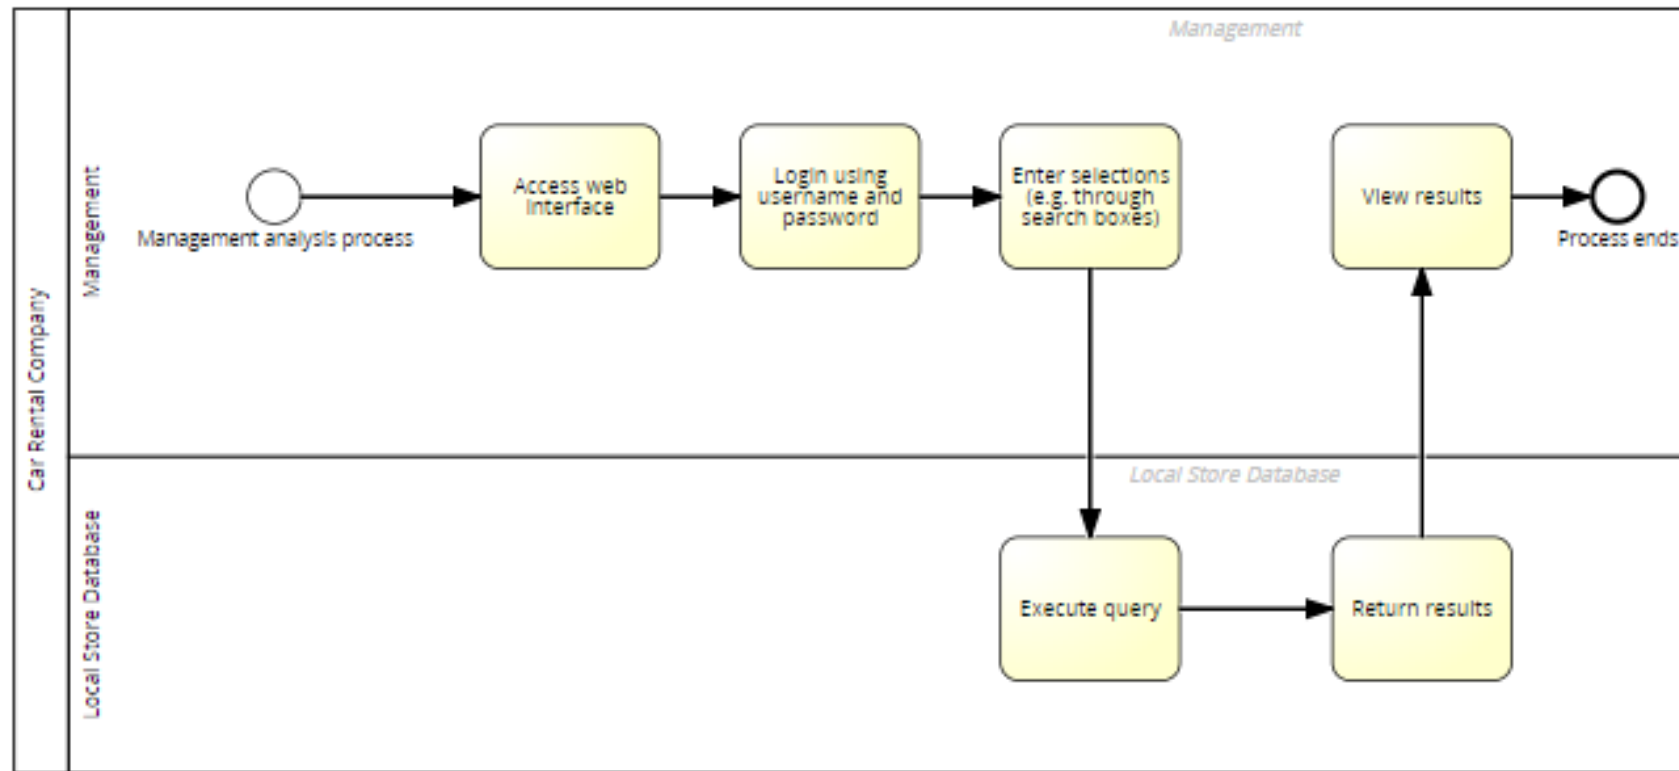 Car Rental Company
Management
Management
Management analysis process
Access web
interface
Login using
username and
password
Enter selections
(e.g. through
search boxes)
View results
Process ends
Local Store Database
Local Store Database
Execute query
Return results